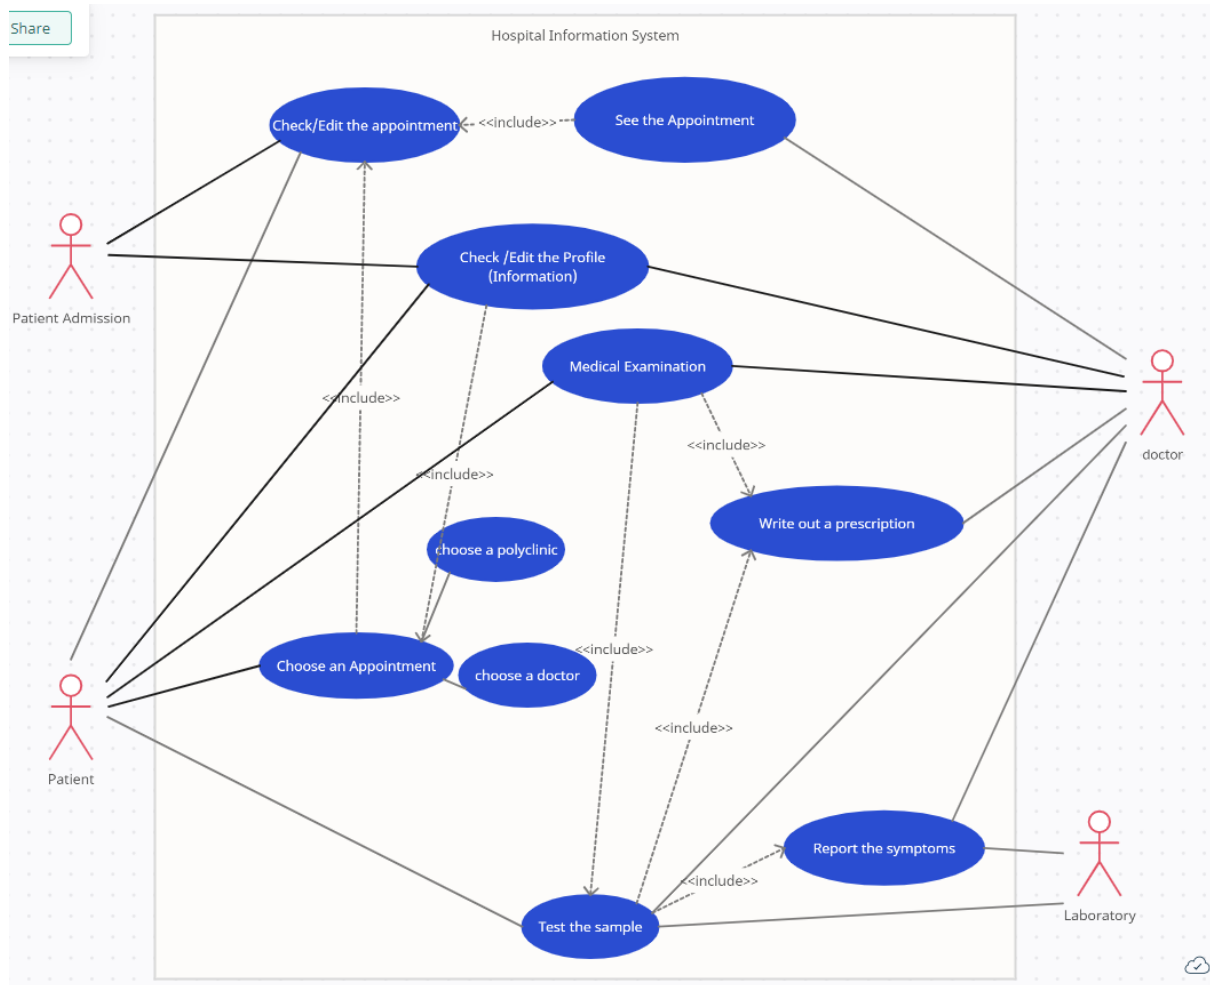 Share
Hospital Information System
Check/Edit the appointment
<<include>>
See the Appointment
Check /Edit the Profile
(Information)
Patient Admission
Medical Examination
<<include>>
<<include>>
doctor
<<include>>
Write out a prescription
choose a polyclinic
<<include>>
Choose an Appointment
choose a doctor
<<include>>
Patient
Report the symptoms
<<include>>
Laboratory
Test the sample